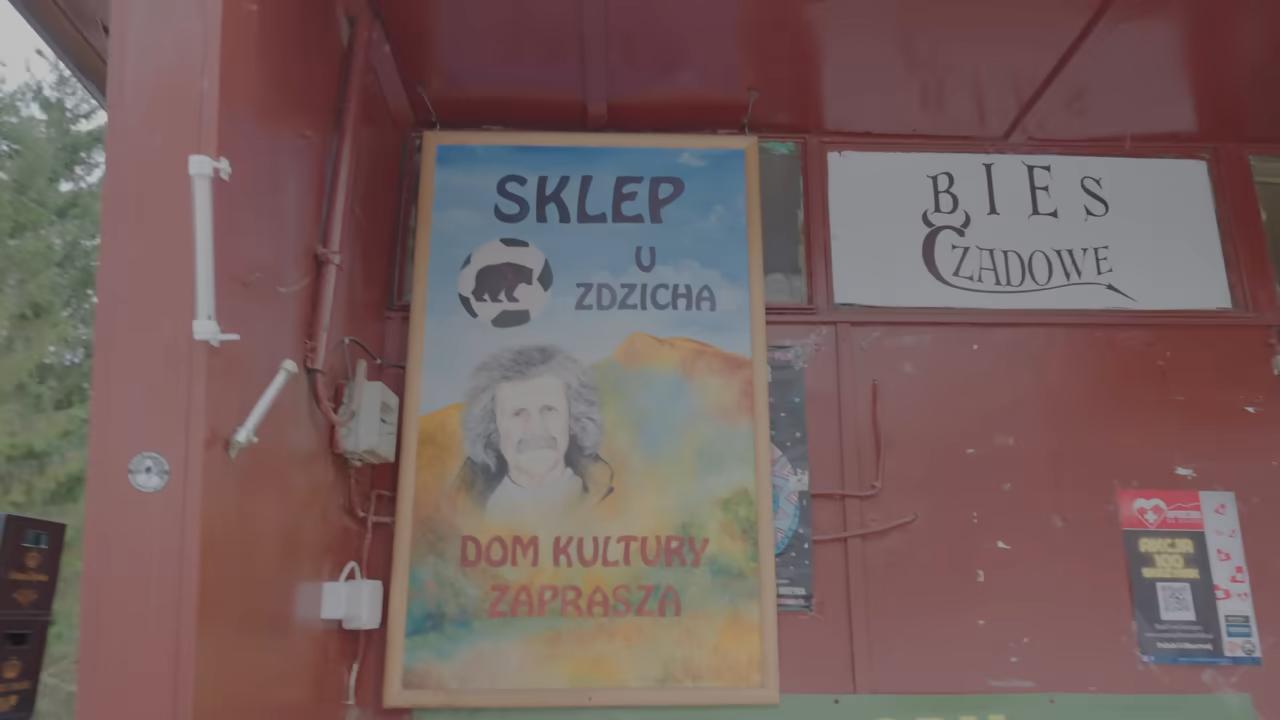 SKLEP
U
ZDZICHA
DOM KULTURY
ZAPRASZA
BIES
CZADOWE
AKCJA